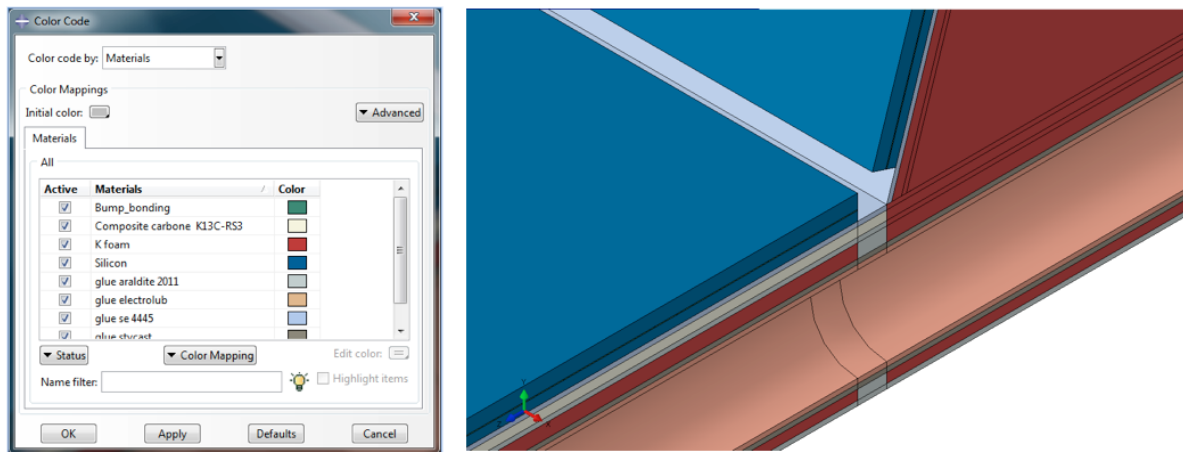 Color Code
Color code by: Materials
Color Mappings
Initial color:
Advanced
Materials
All
Active Materials / Color
Bump_bonding
Composite carbone K13C-RS3
K foam
Silicon
glue araldite 2011
glue electrolub
glue se 4445
glue stycast
Status
Color Mapping
Edit color:
Name filter:
Highlight items
OK Apply Defaults Cancel
Y
Z X